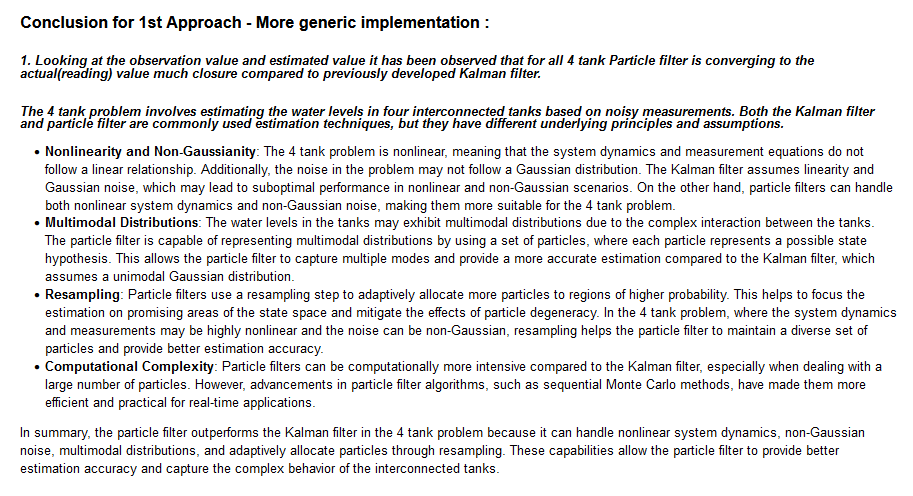 Conclusion for 1st Approach - More generic implementation :
1. Looking at the observation value and estimated value it has been observed that for all 4 tank Particle filter is converging to the
actual(reading) value much closure compared to previously developed Kalman filter.
The 4 tank problem involves estimating the water levels in four interconnected tanks based on noisy measurements. Both the Kalman filter
and particle filter are commonly used estimation techniques, but they have different underlying principles and assumptions.
• Nonlinearity and Non-Gaussianity: The 4 tank problem is nonlinear, meaning that the system dynamics and measurement equations do not
follow a linear relationship. Additionally, the noise in the problem may not follow a Gaussian distribution. The Kalman filter assumes linearity and
Gaussian noise, which may lead to suboptimal performance in nonlinear and non-Gaussian scenarios. On the other hand, particle filters can handle
both nonlinear system dynamics and non-Gaussian noise, making them more suitable for the 4 tank problem.
• Multimodal Distributions: The water levels in the tanks may exhibit multimodal distributions due to the complex interaction between the tanks.
The particle filter is capable of representing multimodal distributions by using a set of particles, where each particle represents a possible state
hypothesis. This allows the particle filter to capture multiple modes and provide a more accurate estimation compared to the Kalman filter, which
assumes a unimodal Gaussian distribution.
• Resampling: Particle filters use a resampling step to adaptively allocate more particles to regions of higher probability. This helps to focus the
estimation on promising areas of the state space and mitigate the effects of particle degeneracy. In the 4 tank problem, where the system dynamics
and measurements may be highly nonlinear and the noise can be non-Gaussian, resampling helps the particle filter to maintain a diverse set of
particles and provide better estimation accuracy.
• Computational Complexity: Particle filters can be computationally more intensive compared to the Kalman filter, especially when dealing with a
large number of particles. However, advancements in particle filter algorithms, such as sequential Monte Carlo methods, have made them more
efficient and practical for real-time applications.
In summary, the particle filter outperforms the Kalman filter in the 4 tank problem because it can handle nonlinear system dynamics, non-Gaussian
noise, multimodal distributions, and adaptively allocate particles through resampling. These capabilities allow the particle filter to provide better
estimation accuracy and capture the complex behavior of the interconnected tanks.